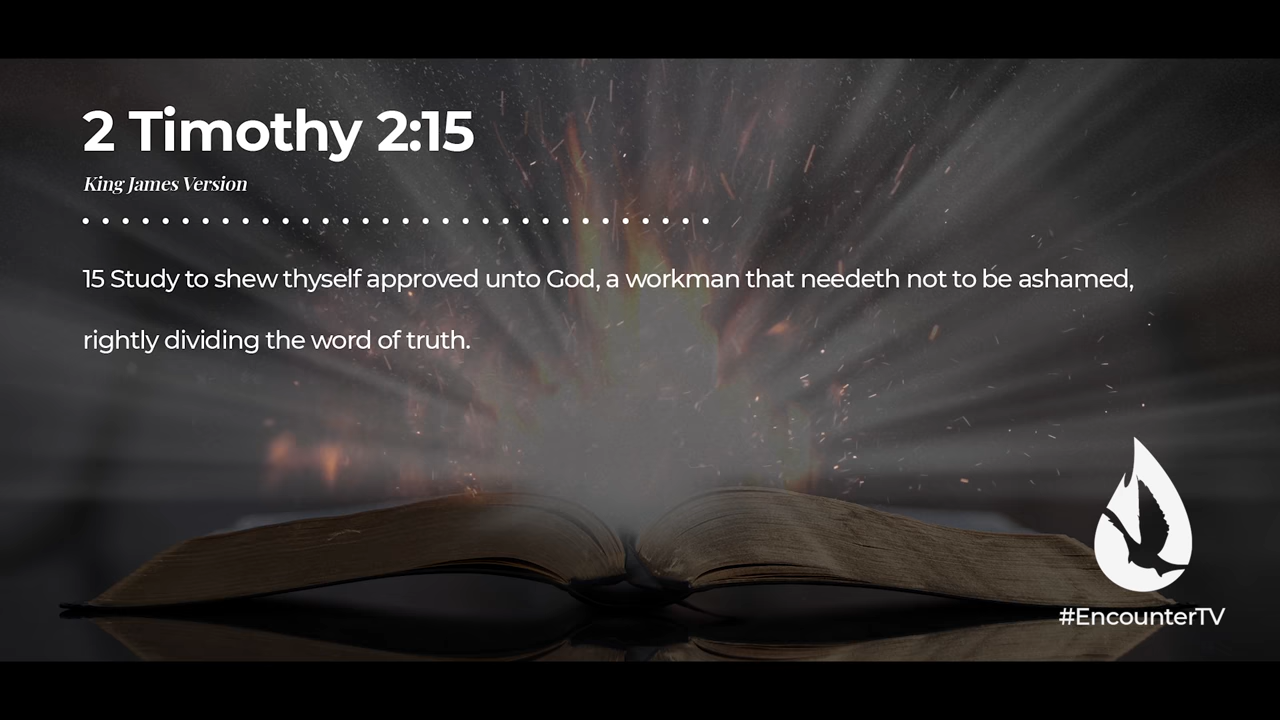 2 Timothy 2:15
King James Version
15 Study to shew thyself approved unto God, a workman that needeth not to be ashamed,
rightly dividing the word of truth.
#EncounterTV